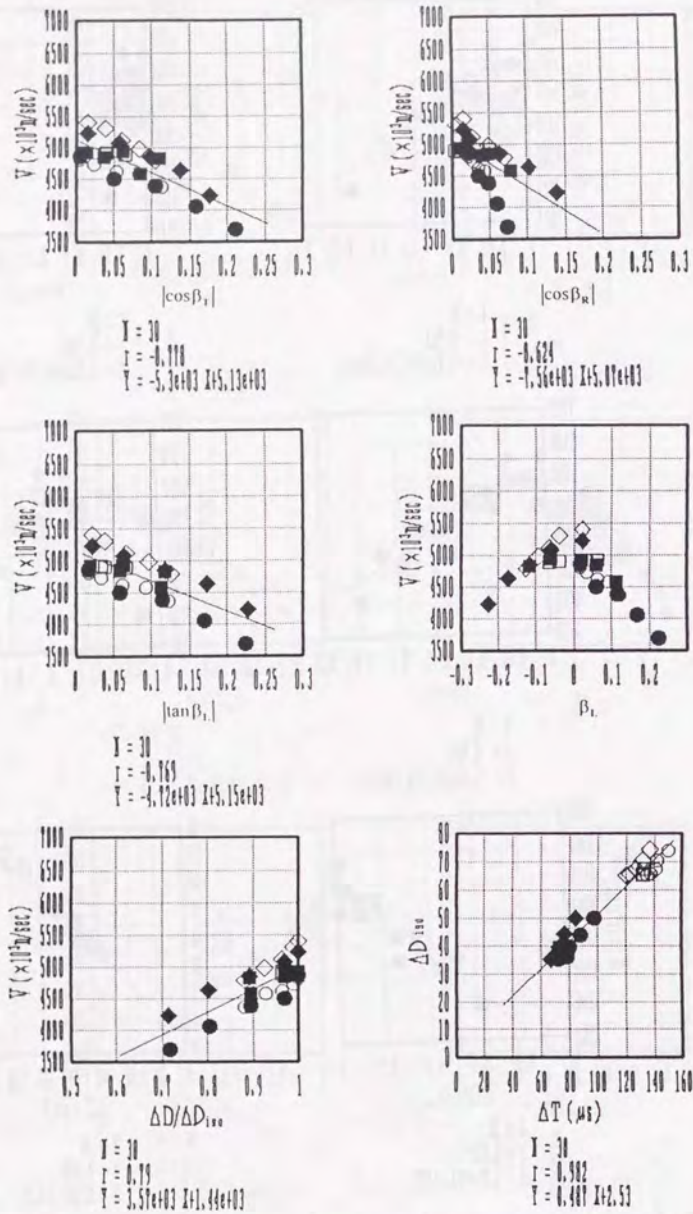 7000
6500
6000
5500
5000
4500
4000
3500
V (×10³m/sec)
0 0.05 0.1 0.15 0.2 0.25 0.3
|cosβL|
N = 30
r = -0.778
Y = -5.3e+03 X+5.13e+03
7000
6500
6000
5500
5000
4500
4000
3500
V (×10³m/sec)
0 0.05 0.1 0.15 0.2 0.25 0.3
|cosβR|
N = 30
r = -0.624
Y = -7.56e+03 X+5.07e+03
7000
6500
6000
5500
5000
4500
4000
3500
V (×10³m/sec)
0 0.05 0.1 0.15 0.2 0.25 0.3
|tanβL|
N = 30
r = -0.769
Y = -4.72e+03 X+5.15e+03
7000
6500
6000
5500
5000
4500
4000
3500
V (×10³m/sec)
-0.3 -0.2 -0.1 0 0.1 0.2
βL
7000
6500
6000
5500
5000
4500
4000
3500
V (×10³m/sec)
0.5 0.6 0.7 0.8 0.9 1
ΔD/ΔDiso
N = 30
r = 0.79
Y = 3.57e+03 X+1.44e+03
80
70
60
50
40
30
20
10
0
ΔDiso
0 20 40 60 80 100 120 140 160
ΔT (μs)
N = 30
r = 0.982
Y = 0.487 X+2.53